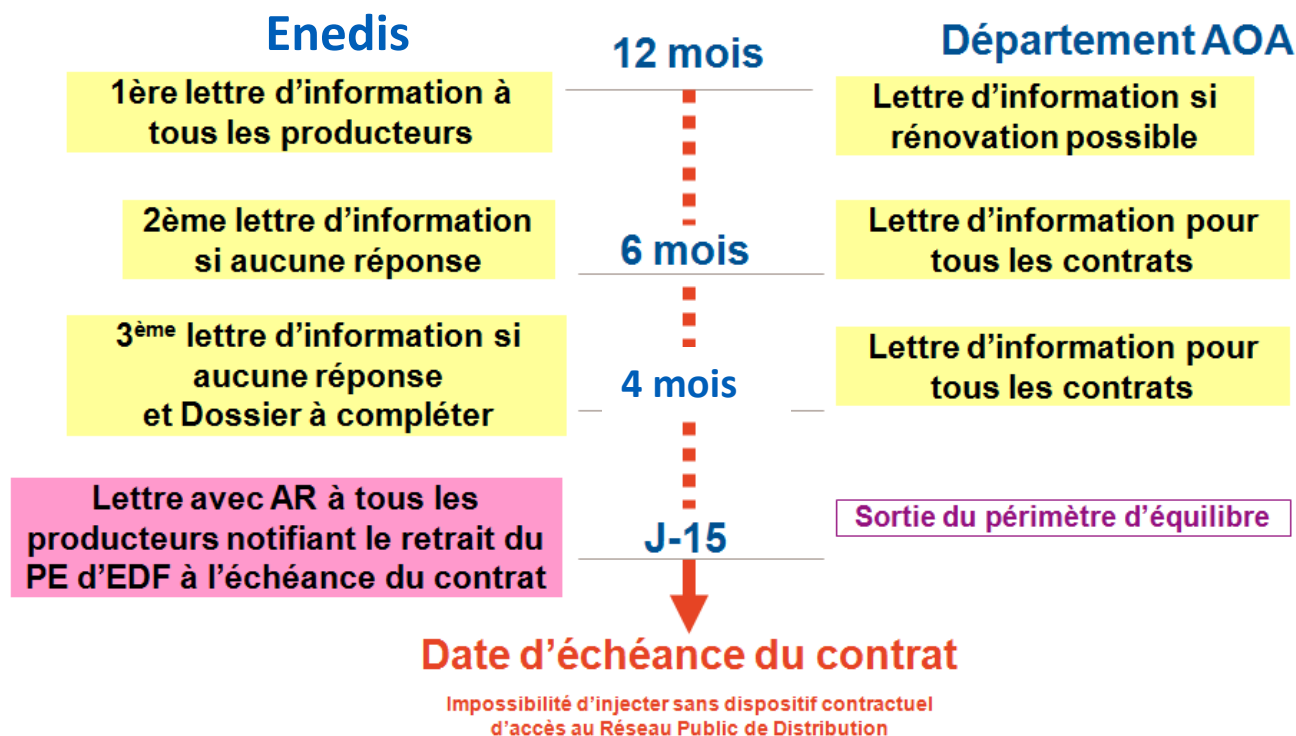 Enedis
12 mois
Département AOA
1ère lettre d’information à
tous les producteurs
Lettre d’information si
rénovation possible
2ème lettre d’information
si aucune réponse
6 mois
Lettre d’information pour
tous les contrats
3ème lettre d’information si
aucune réponse
et Dossier à compléter
4 mois
Lettre d’information pour
tous les contrats
Lettre avec AR à tous les
producteurs notifiant le retrait du
PE d’EDF à l’échéance du contrat
J-15
Sortie du périmètre d’équilibre
Date d’échéance du contrat
Impossibilité d’injecter sans dispositif contractuel
d’accès au Réseau Public de Distribution